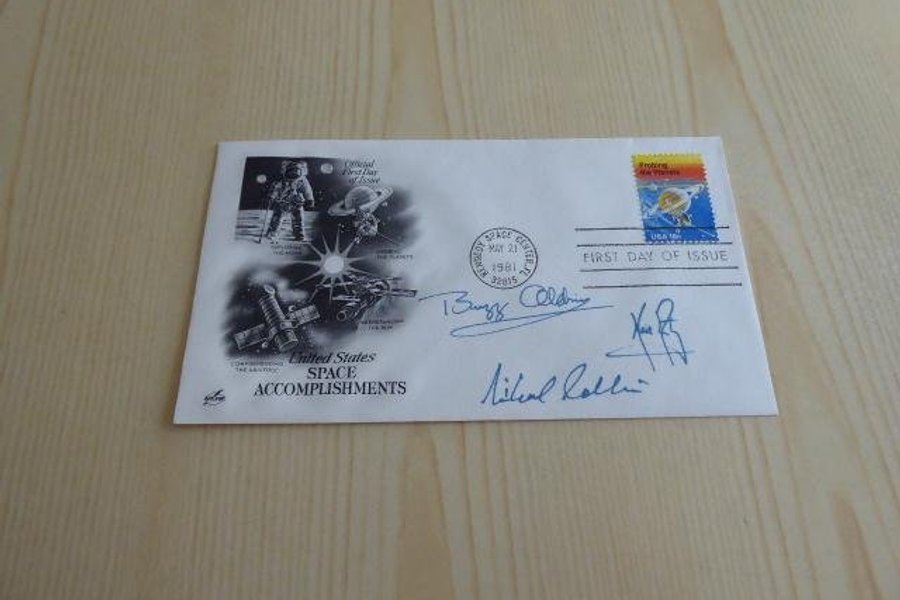 Official
First Day
of Issue
EXPLORING
THE MOON
PROBING
THE PLANETS
UNDERSTANDING
THE SUN
COMPREHENDING
THE UNIVERSE
United States
SPACE
ACCOMPLISHMENTS
Probing
the Planets
USA 18c
KENNEDY SPACE CENTER, FL
MAY 21
1981
32815
FIRST DAY OF ISSUE
Buzz Aldrin
Michael Collins